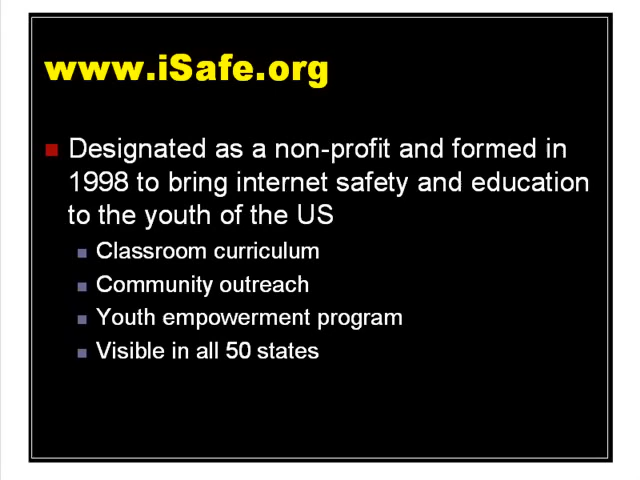 www.iSafe.org
Designated as a non-profit and formed in
1998 to bring internet safety and education
to the youth of the US
Classroom curriculum
Community outreach
Youth empowerment program
Visible in all 50 states